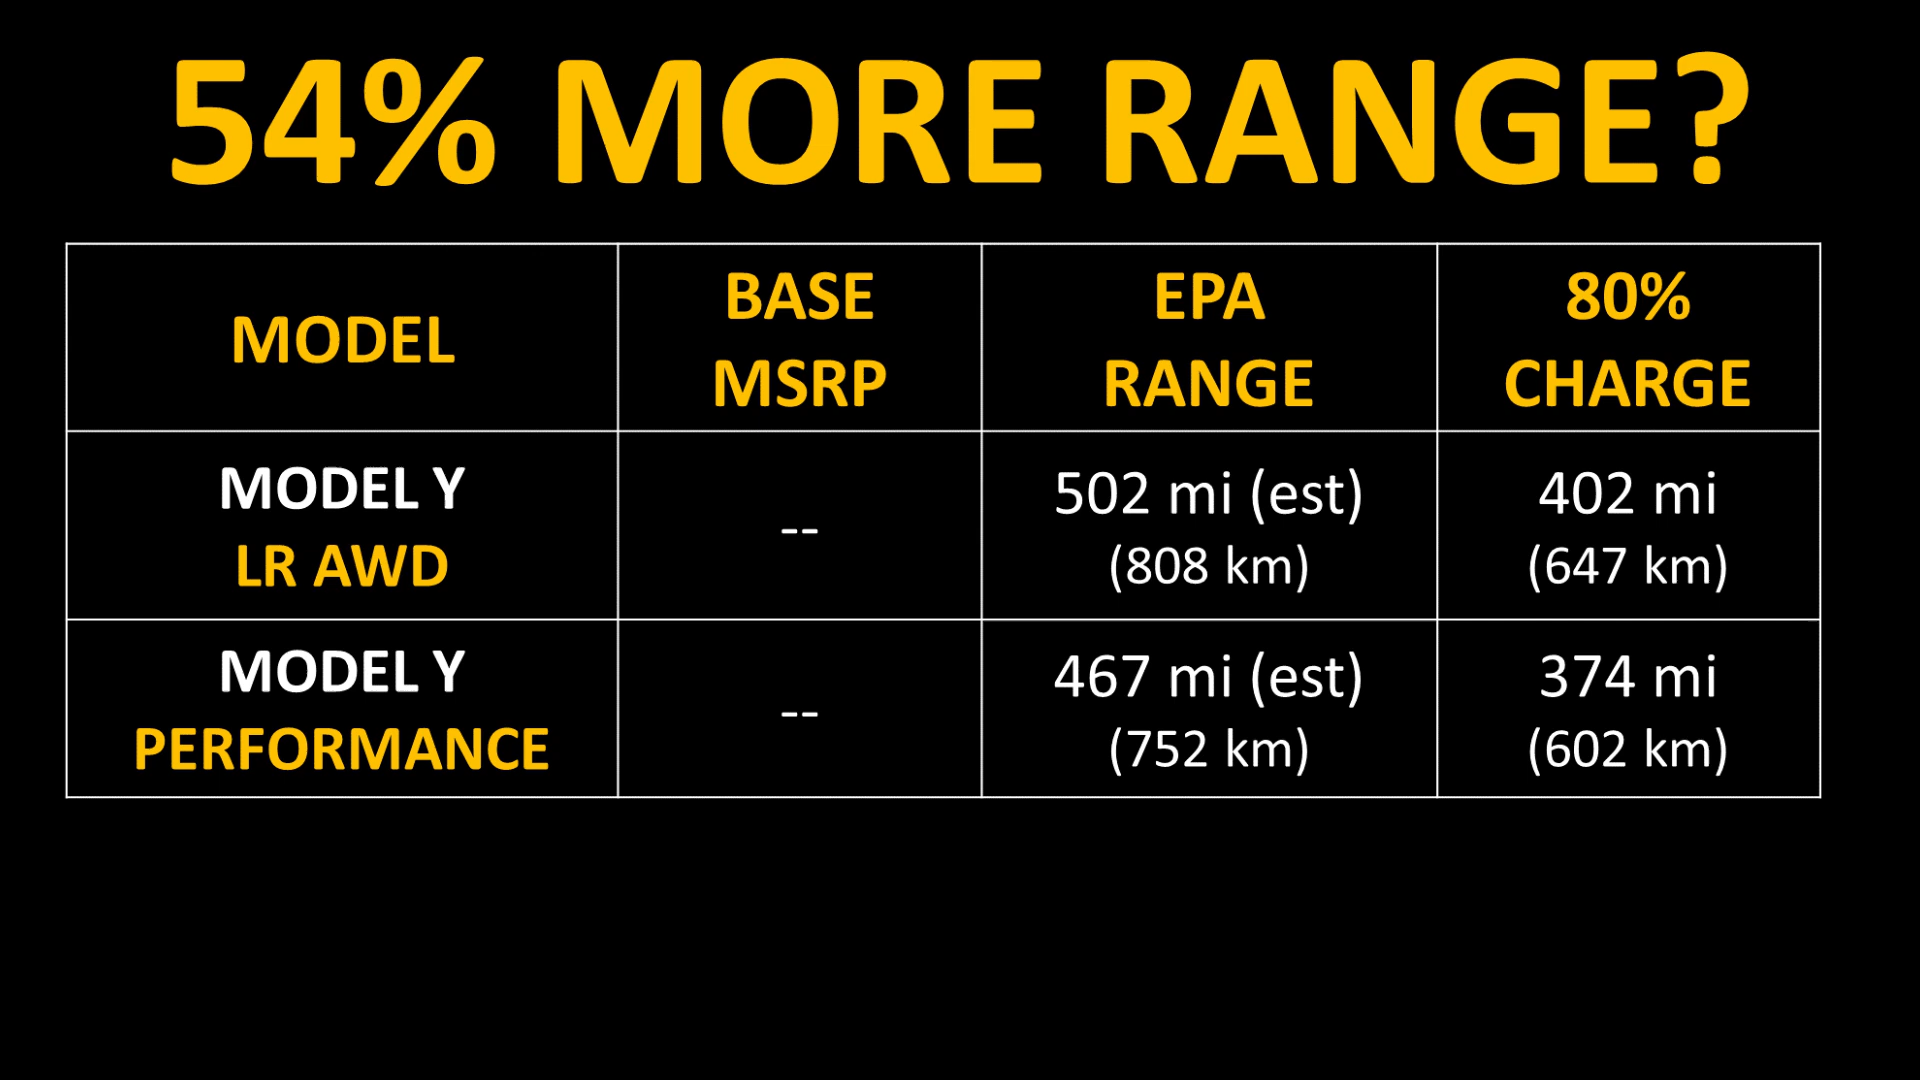 54% MORE RANGE?
MODEL
BASE
MSRP
EPA
RANGE
80%
CHARGE
MODEL Y
LR AWD
--
502 mi (est)
(808 km)
402 mi
(647 km)
MODEL Y
PERFORMANCE
--
467 mi (est)
(752 km)
374 mi
(602 km)